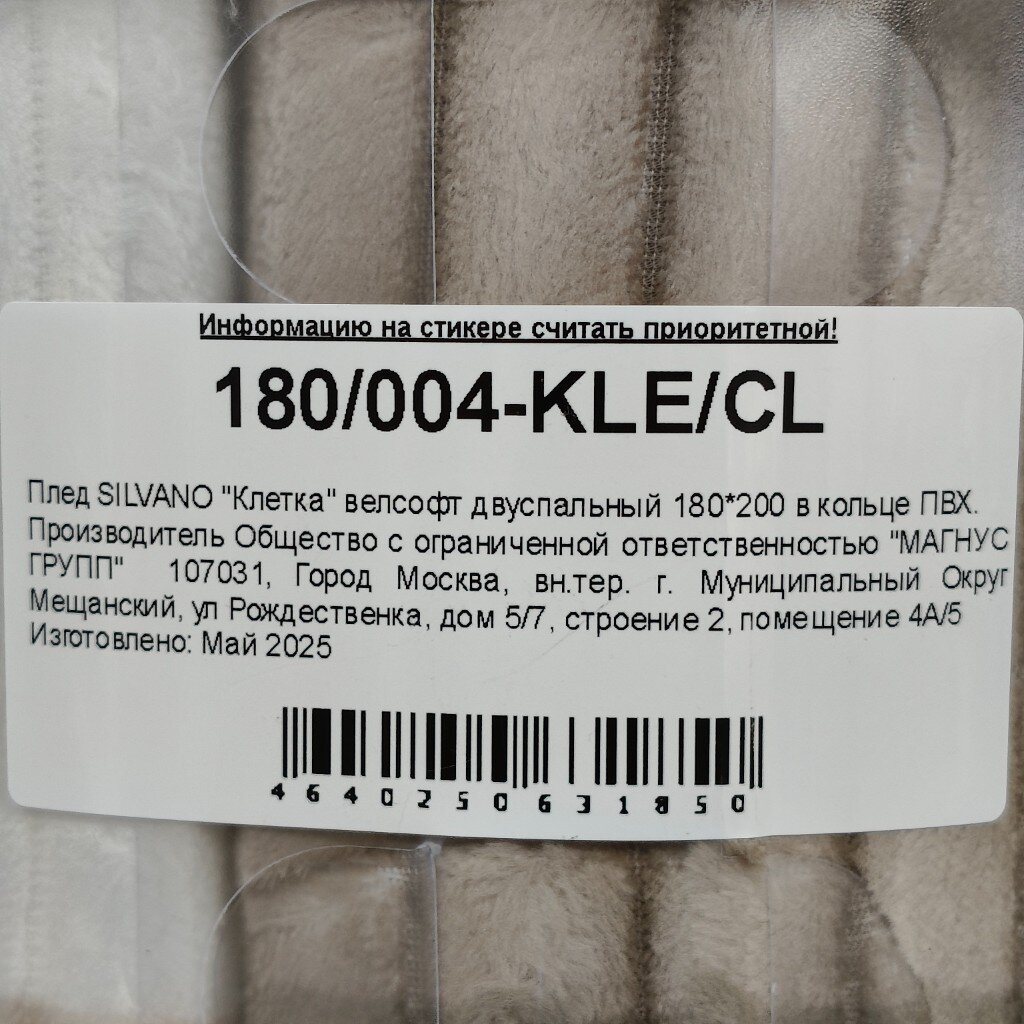 Информацию на стикере считать приоритетной!
180/004-KLE/CL
Плед SILVANO "Клетка" велсофт двуспальный 180*200 в кольце ПВХ.
Производитель Общество с ограниченной ответственностью "МАГНУС
ГРУПП" 107031, Город Москва, вн.тер. г. Муниципальный Округ
Мещанский, ул Рождественка, дом 5/7, строение 2, помещение 4А/5
Изготовлено: Май 2025
4640250631850